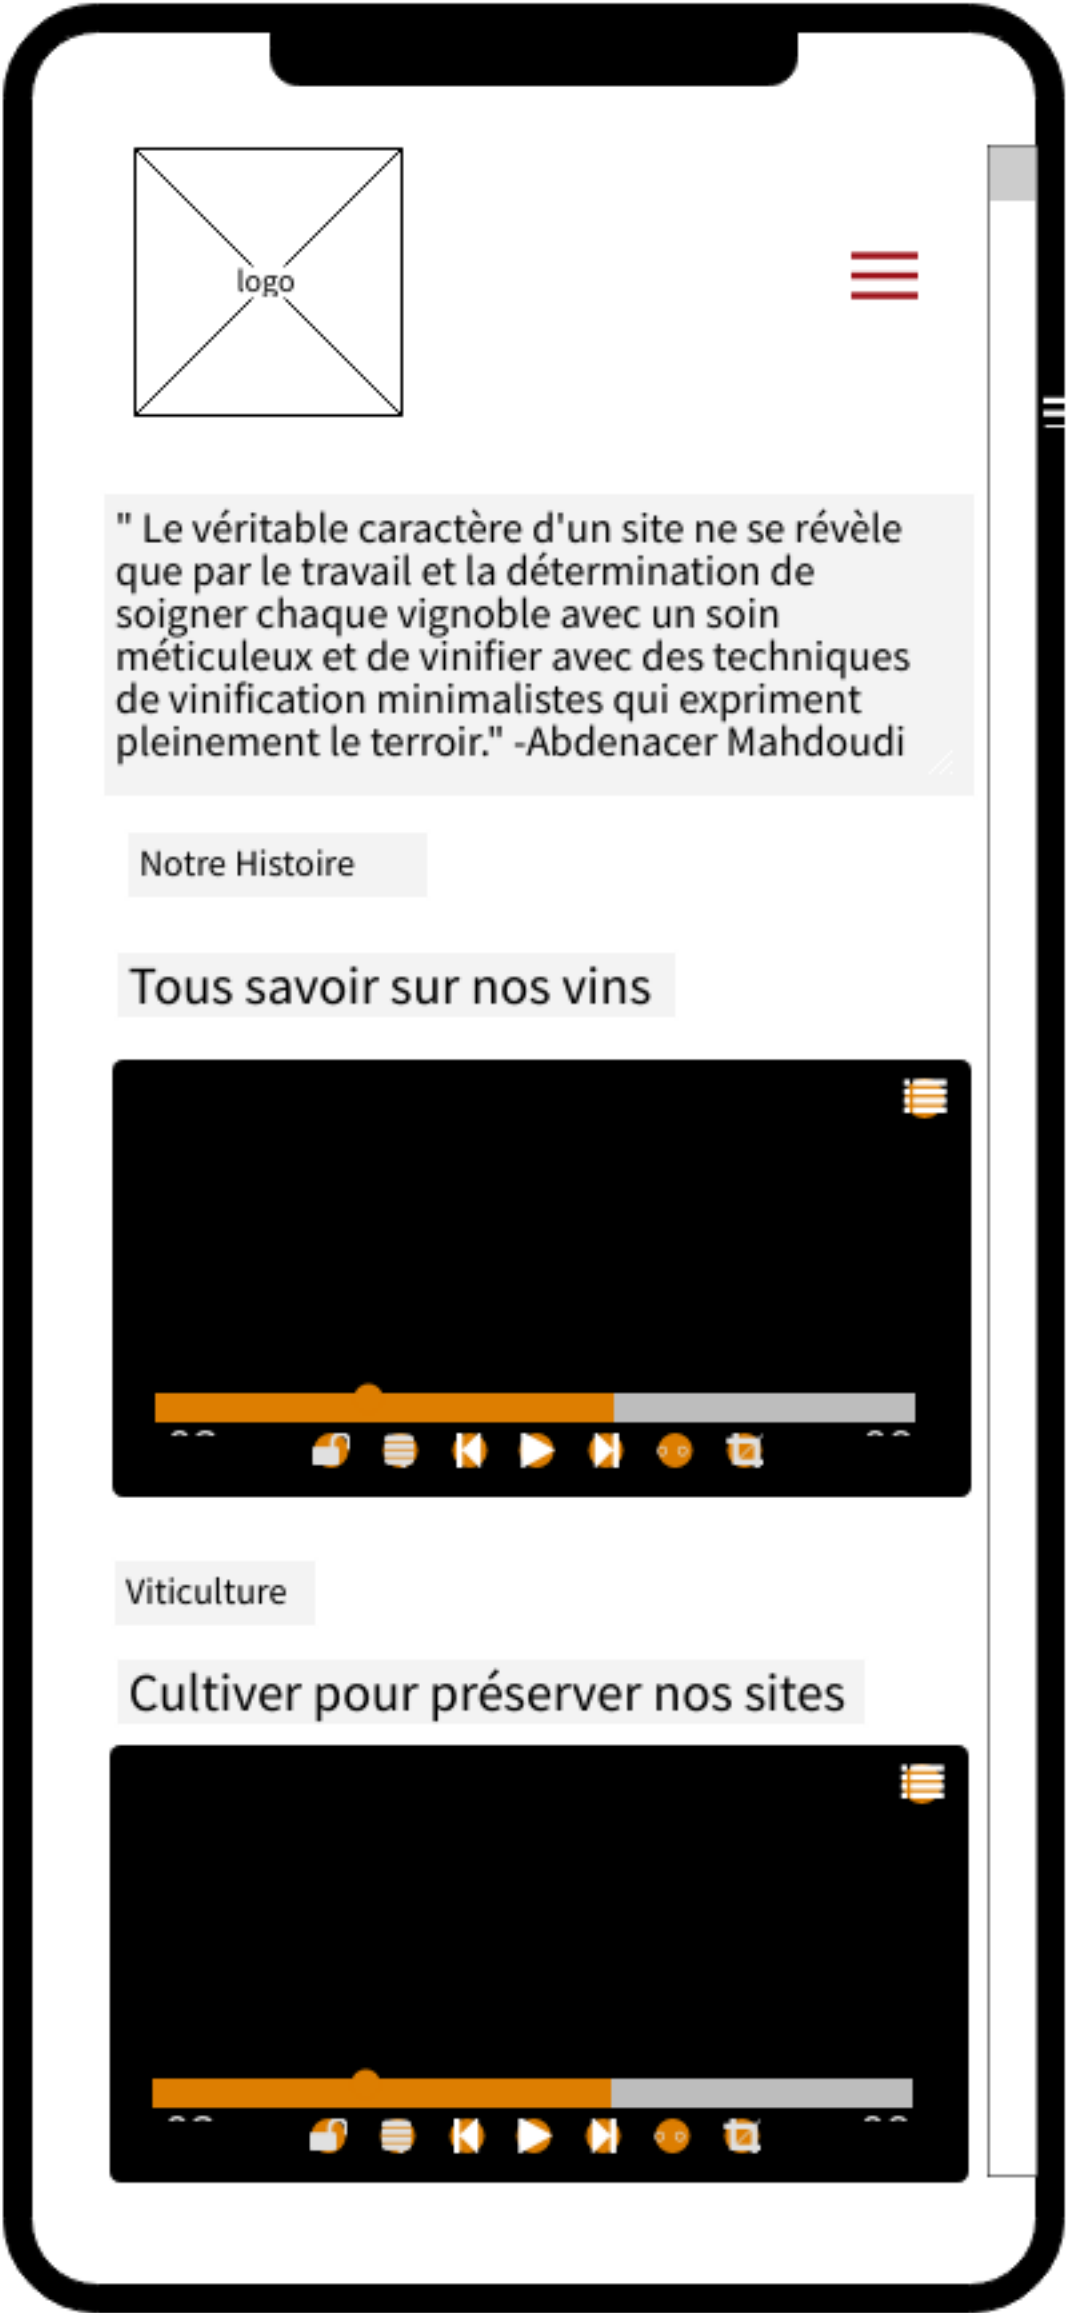 logo
" Le véritable caractère d'un site ne se révèle
que par le travail et la détermination de
soigner chaque vignoble avec un soin
méticuleux et de vinifier avec des techniques
de vinification minimalistes qui expriment
pleinement le terroir." -Abdenacer Mahdoudi
Notre Histoire
Tous savoir sur nos vins
Viticulture
Cultiver pour préserver nos sites